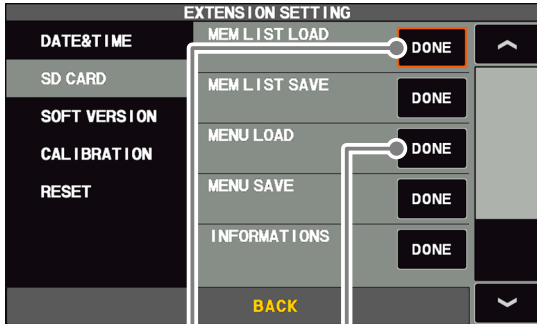 EXTENSION SETTING
DATE&TIME
SD CARD
SOFT VERSION
CALIBRATION
RESET
MEM LIST LOAD DONE
MEM LIST SAVE DONE
MENU LOAD DONE
MENU SAVE DONE
INFORMATIONS DONE
BACK